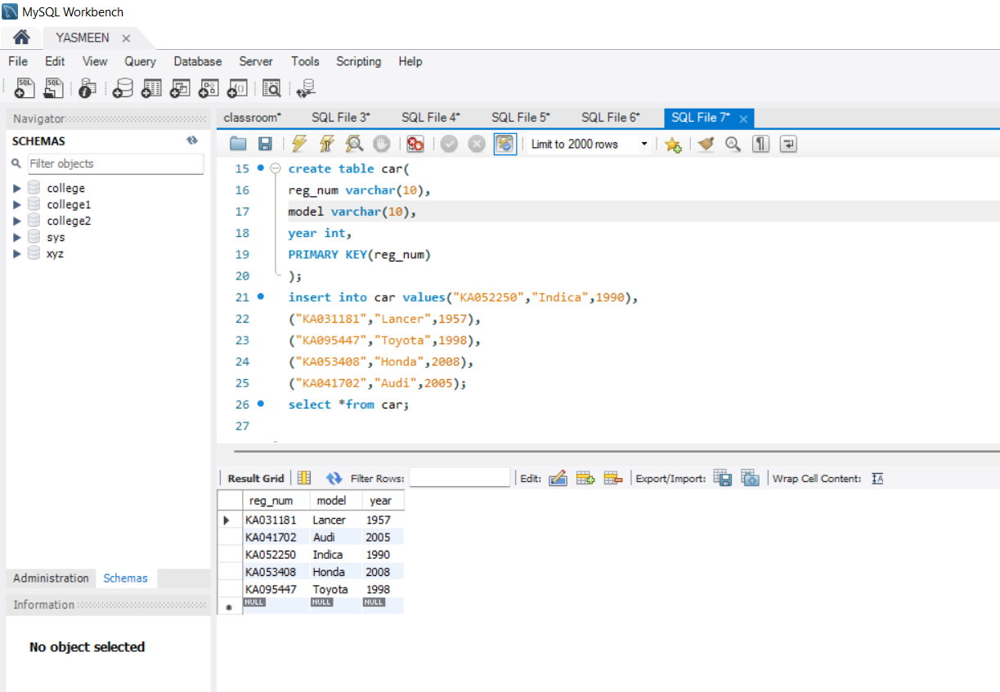 MySQL Workbench
YASMEEN
File Edit View Query Database Server Tools Scripting Help
Navigator
SCHEMAS
Filter objects
college
college1
college2
sys
xyz
Administration Schemas
Information
No object selected
classroom* SQL File 3* SQL File 4* SQL File 5* SQL File 6* SQL File 7*
Limit to 2000 rows
15 create table car(
16 reg_num varchar(10),
17 model varchar(10),
18 year int,
19 PRIMARY KEY(reg_num)
20 );
21 insert into car values("KA052250","Indica",1990),
22 ("KA031181","Lancer",1957),
23 ("KA095447","Toyota",1998),
24 ("KA053408","Honda",2008),
25 ("KA041702","Audi",2005);
26 select *from car;
27
Result Grid Filter Rows: Edit: Export/Import: Wrap Cell Content:
reg_num model year
KA031181 Lancer 1957
KA041702 Audi 2005
KA052250 Indica 1990
KA053408 Honda 2008
KA095447 Toyota 1998
NULL NULL NULL